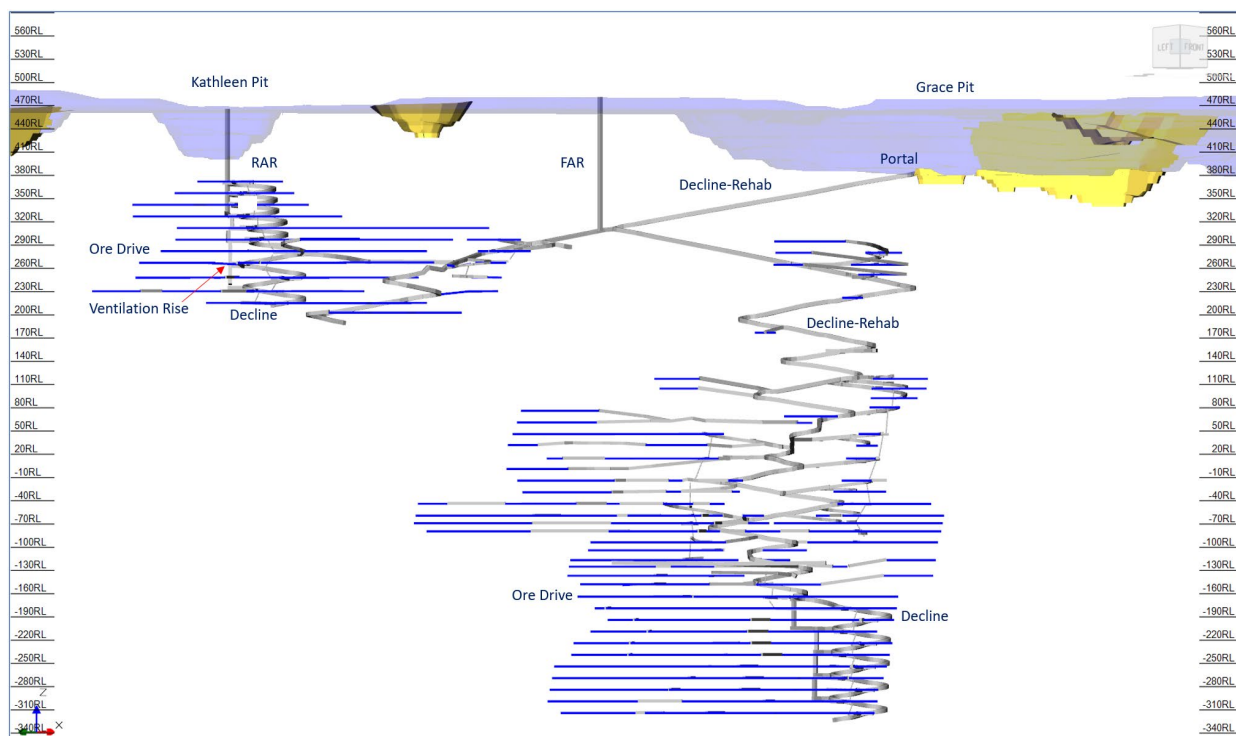 560RL
560RL
530RL
530RL
LEFT
FRONT
500RL
500RL
Kathleen Pit
Grace Pit
470RL
470RL
440RL
440RL
410RL
410RL
RAR
FAR
Portal
380RL
380RL
Decline-Rehab
350RL
350RL
320RL
320RL
290RL
290RL
Ore Drive
260RL
260RL
230RL
230RL
Ventilation Rise
Decline
200RL
200RL
Decline-Rehab
170RL
170RL
140RL
140RL
110RL
110RL
80RL
80RL
50RL
50RL
20RL
20RL
-10RL
-10RL
-40RL
-40RL
-70RL
-70RL
-100RL
-100RL
-130RL
-130RL
-160RL
-160RL
Ore Drive
-190RL
-190RL
Decline
-220RL
-220RL
-250RL
-250RL
-280RL
-280RL
Z
-310RL
-310RL
X
-340RL
-340RL